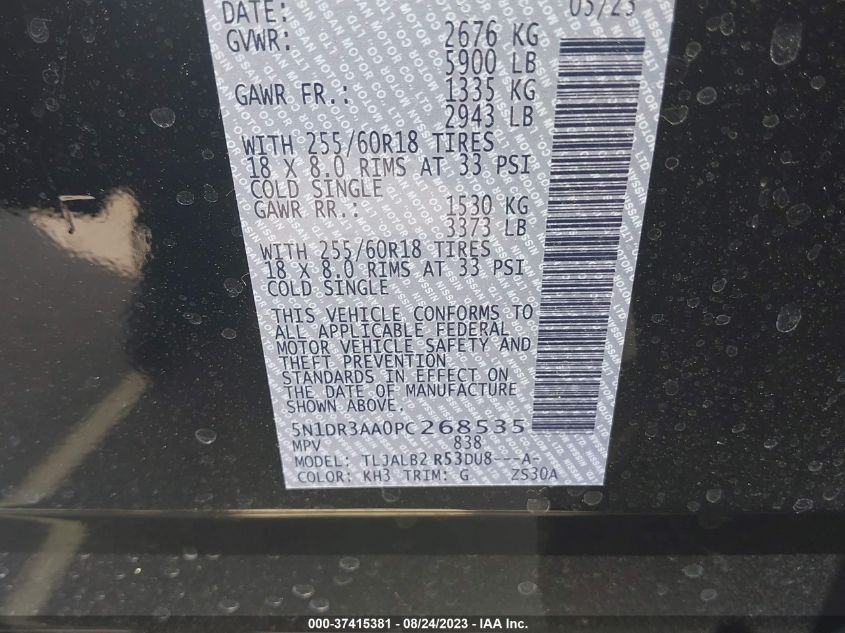 DATE: 05/23
GVWR: 2676 KG
5900 LB
GAWR FR.: 1335 KG
2943 LB
WITH 255/60R18 TIRES
18 X 8.0 RIMS AT 33 PSI
COLD SINGLE
GAWR RR.: 1530 KG
3373 LB
WITH 255/60R18 TIRES
18 X 8.0 RIMS AT 33 PSI
COLD SINGLE
THIS VEHICLE CONFORMS TO
ALL APPLICABLE FEDERAL
MOTOR VEHICLE SAFETY AND
THEFT PREVENTION
STANDARDS IN EFFECT ON
THE DATE OF MANUFACTURE
SHOWN ABOVE.
5N1DR3AA0PC268535
MPV 838
MODEL: TLJALB2 R53DU8---A-
COLOR: KH3 TRIM: G ZS30A
000-37415381 - 08/24/2023 - IAA Inc.